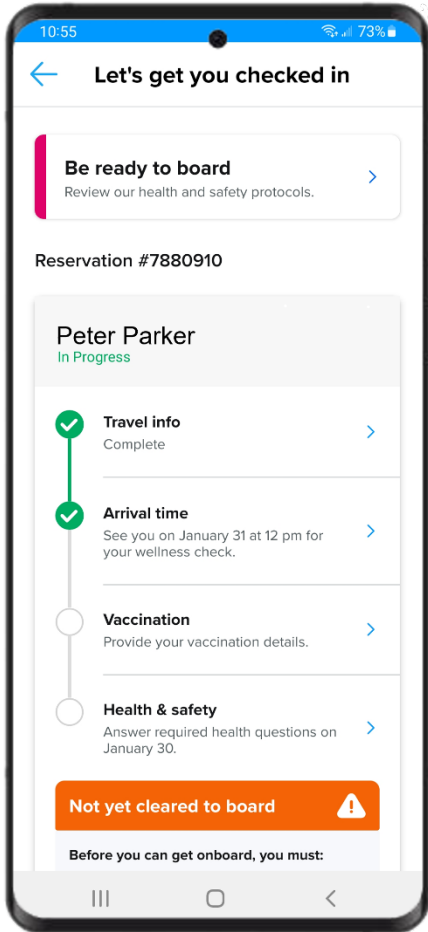 10:55
73%
Let's get you checked in
Be ready to board
Review our health and safety protocols.
Reservation #7880910
Peter Parker
In Progress
Travel info
Complete
Arrival time
See you on January 31 at 12 pm for
your wellness check.
Vaccination
Provide your vaccination details.
Health & safety
Answer required health questions on
January 30.
Not yet cleared to board
Before you can get onboard, you must: